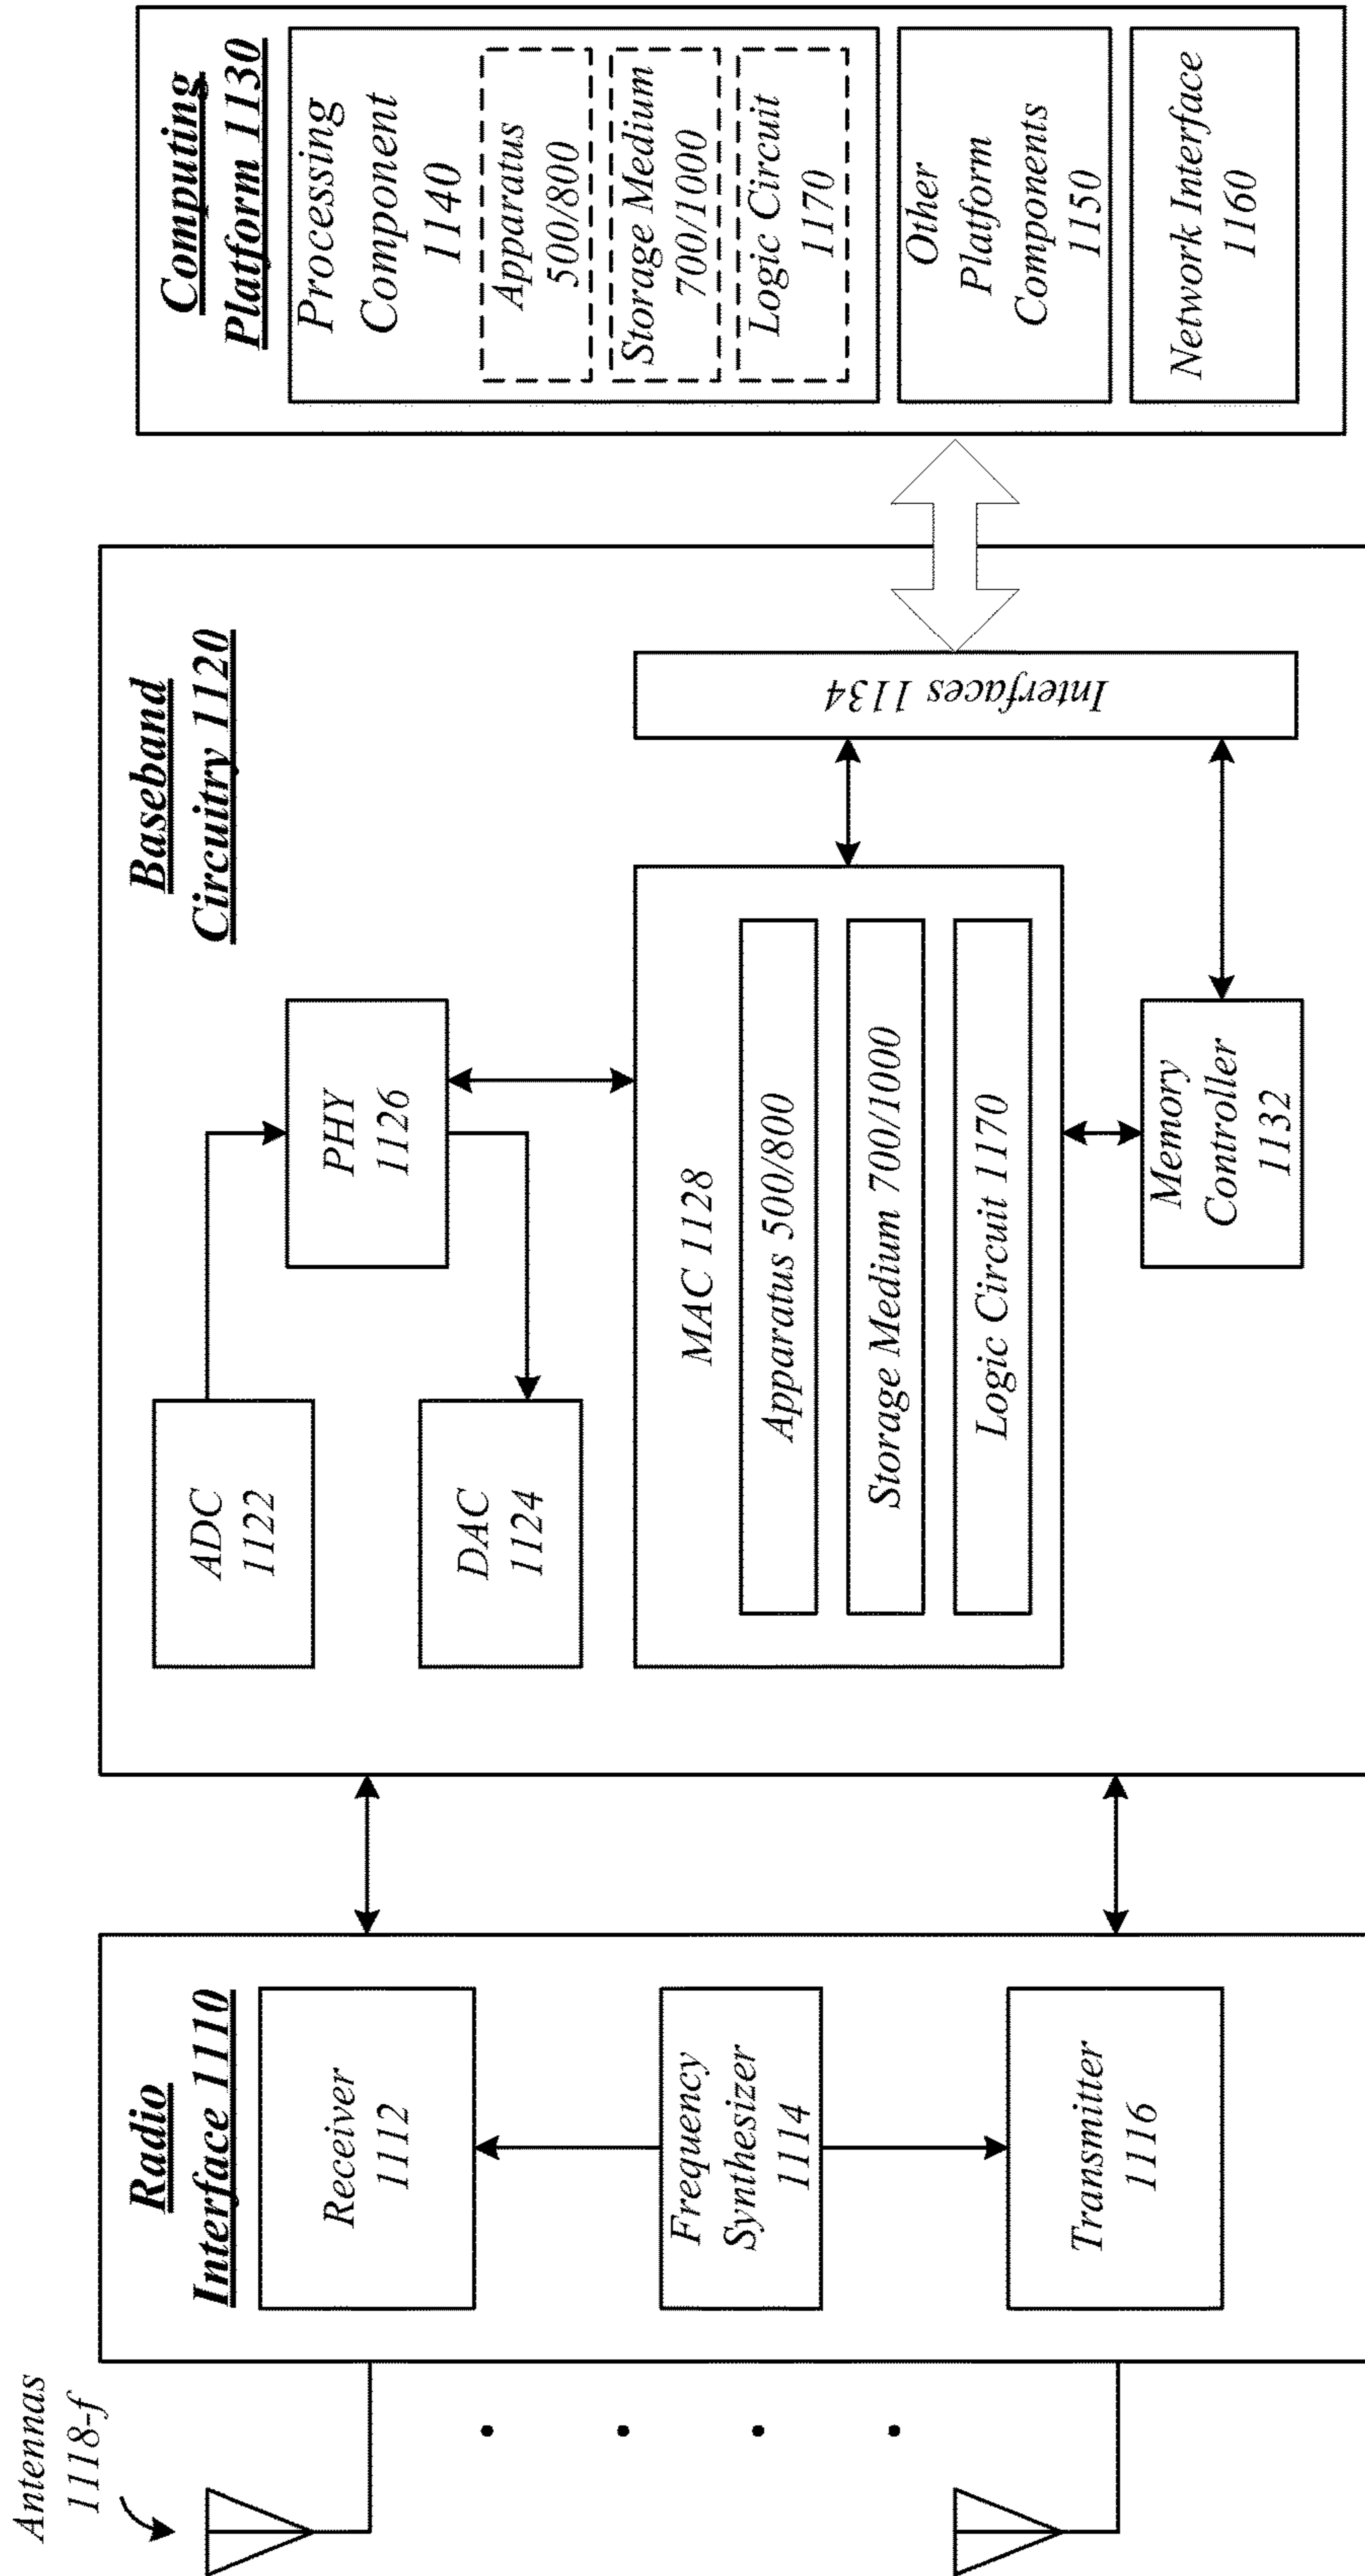 Antennas
1118-f
Radio
Interface 1110
Receiver
1112
Frequency
Synthesizer
1114
Transmitter
1116
Baseband
Circuitry 1120
ADC
1122
PHY
1126
DAC
1124
MAC 1128
Apparatus 500/800
Storage Medium 700/1000
Logic Circuit 1170
Memory
Controller
1132
Interfaces 1134
Computing
Platform 1130
Processing
Component
1140
Apparatus
500/800
Storage Medium
700/1000
Logic Circuit
1170
Other
Platform
Components
1150
Network Interface
1160